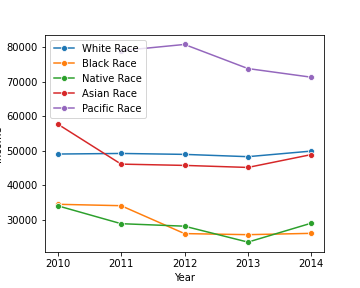 80000
70000
60000
50000
40000
30000
White Race
Black Race
Native Race
Asian Race
Pacific Race
2010 2011 2012 2013 2014
Year